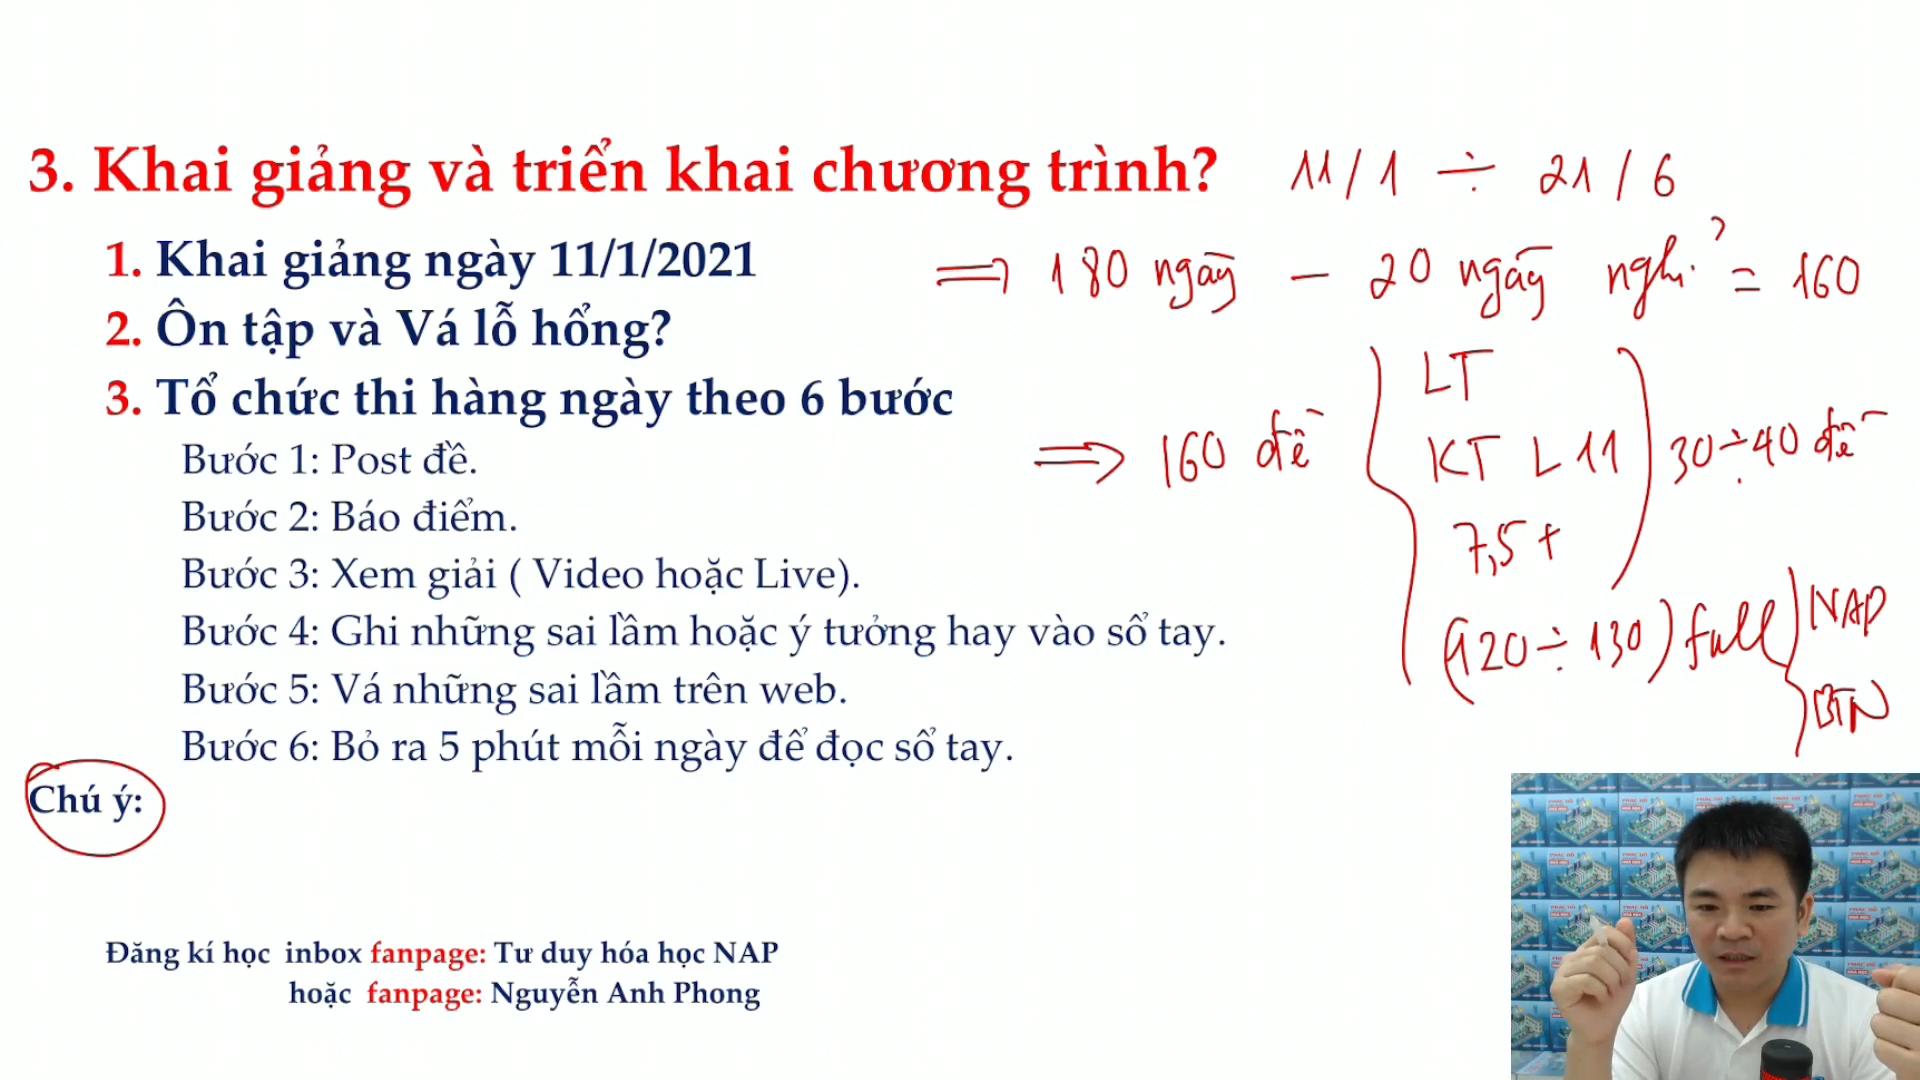 3. Khai giảng và triển khai chương trình? 11/1 ÷ 21/6
1. Khai giảng ngày 11/1/2021
⟹ 180 ngày - 20 ngày nghỉ = 160
2. Ôn tập và Vá lỗ hổng?
3. Tổ chức thi hàng ngày theo 6 bước
Bước 1: Post đề.
Bước 2: Báo điểm.
Bước 3: Xem giải ( Video hoặc Live).
Bước 4: Ghi những sai lầm hoặc ý tưởng hay vào sổ tay.
Bước 5: Vá những sai lầm trên web.
Bước 6: Bỏ ra 5 phút mỗi ngày để đọc sổ tay.
⟹ 160 đề
LT
KT L11
7,5+
30÷40 đề
(120÷130) full
NAP
BTN
Chú ý:
Đăng kí học inbox fanpage: Tư duy hóa học NAP
hoặc fanpage: Nguyễn Anh Phong